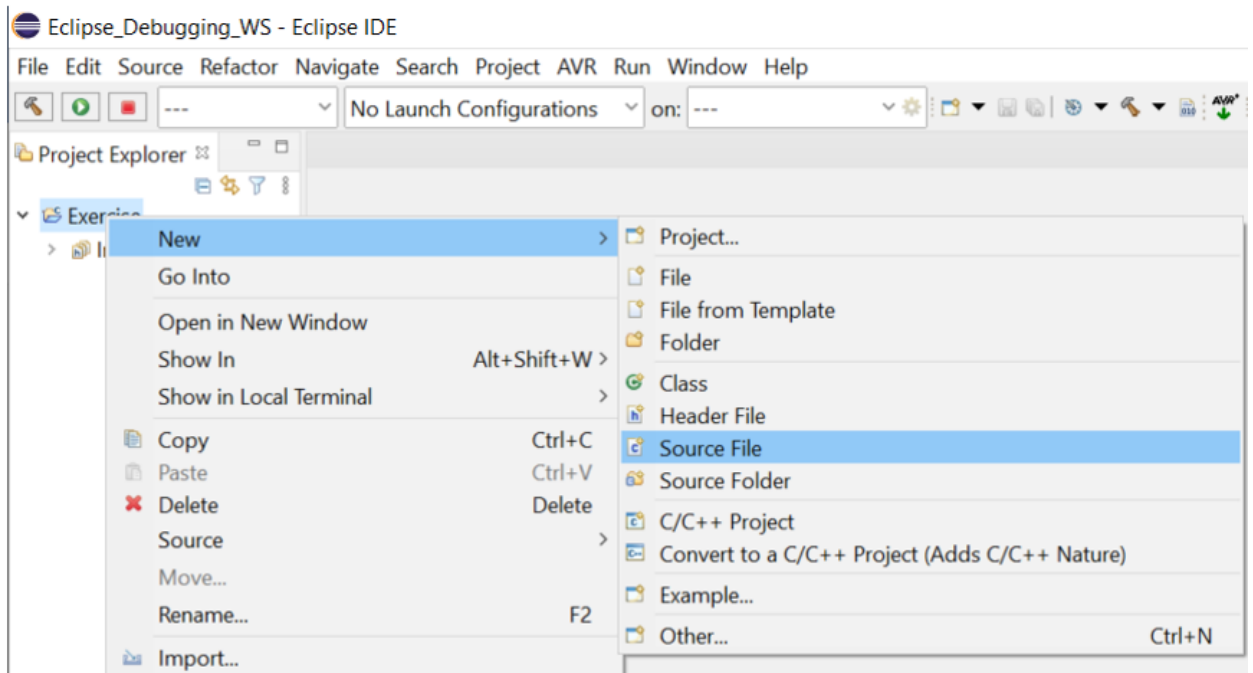 Eclipse_Debugging_WS - Eclipse IDE
File Edit Source Refactor Navigate Search Project AVR Run Window Help
--- No Launch Configurations on: --- 010 AVR*
Project Explorer
Exercise
New
Go Into
Open in New Window
Show In Alt+Shift+W
Show in Local Terminal
Copy Ctrl+C
Paste Ctrl+V
Delete Delete
Source
Move...
Rename... F2
Import...
Project...
File
File from Template
Folder
Class
Header File
Source File
Source Folder
C/C++ Project
Convert to a C/C++ Project (Adds C/C++ Nature)
Example...
Other... Ctrl+N